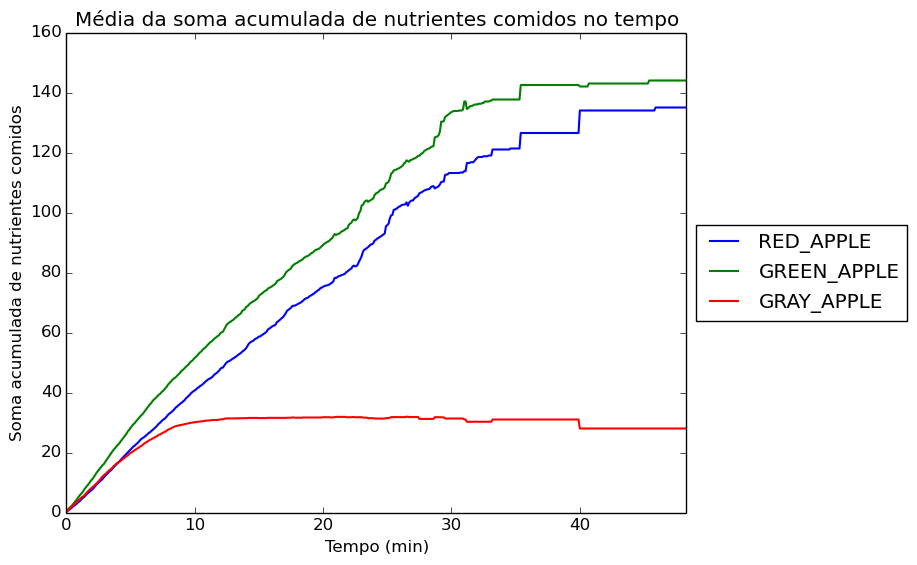 Média da soma acumulada de nutrientes comidos no tempo
160
140
120
100
80
60
40
20
0
Soma acumulada de nutrientes comidos
0 10 20 30 40
Tempo (min)
RED_APPLE
GREEN_APPLE
GRAY_APPLE